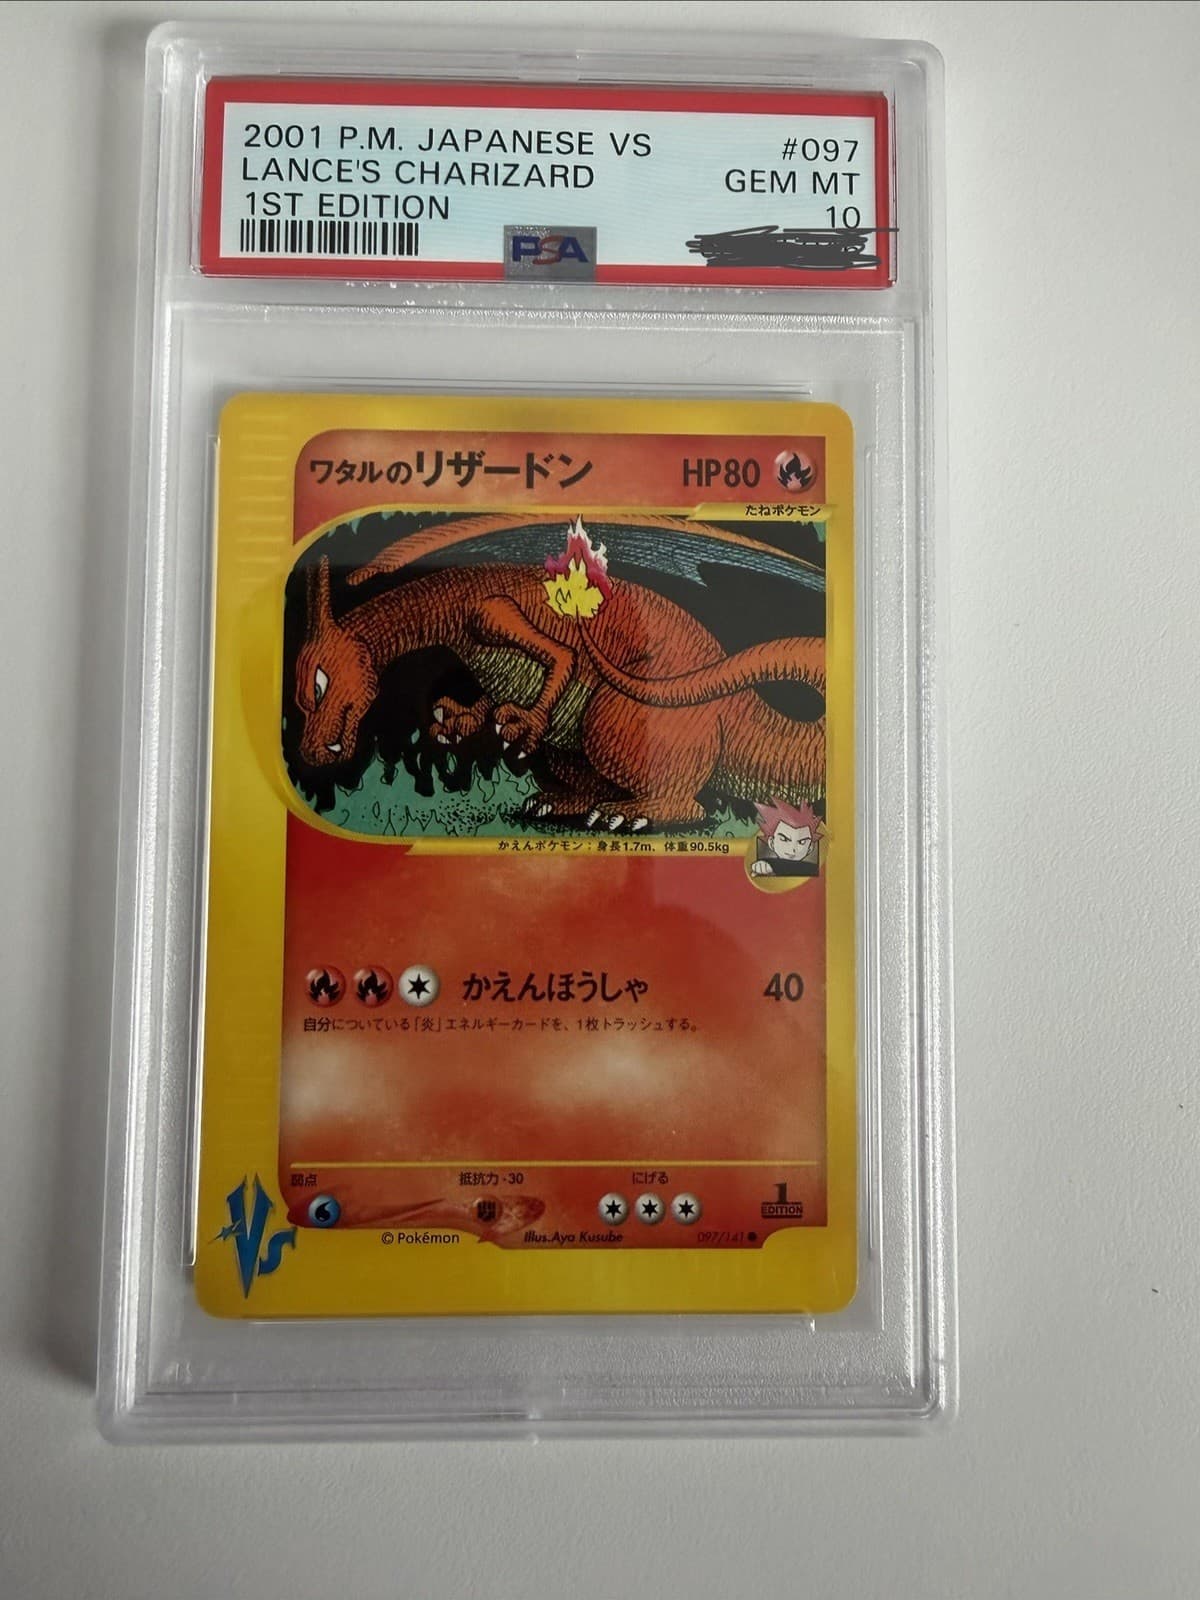 2001 P.M. JAPANESE VS #097
LANCE'S CHARIZARD GEM MT
1ST EDITION 10
PSA
ワタルのリザードン HP80
たねポケモン
かえんポケモン：身長1.7m、体重90.5kg
かえんほうしゃ 40
自分についている「炎」エネルギーカードを、1枚トラッシュする。
弱点 抵抗力-30 にげる
1
EDITION
Vs
© Pokémon Illus.Aya Kusube 097/141